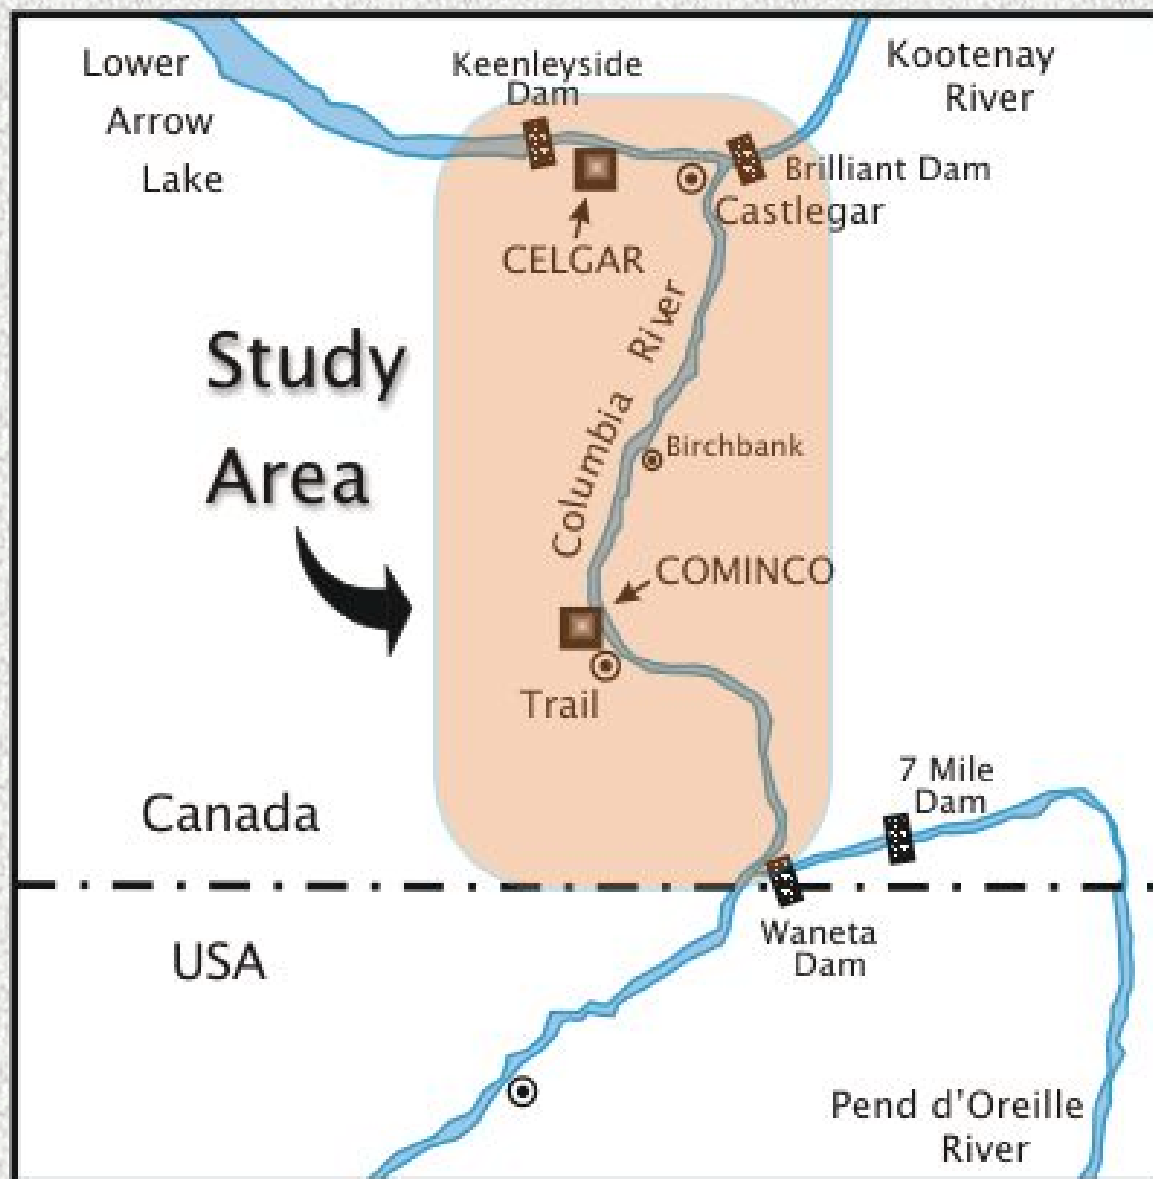 Lower
Arrow
Lake
Keenleyside
Dam
Kootenay
River
Brilliant Dam
Castlegar
CELGAR
Columbia River
Study
Area
Birchbank
COMINCO
Trail
Canada
7 Mile
Dam
USA
Waneta
Dam
Pend d'Oreille
River